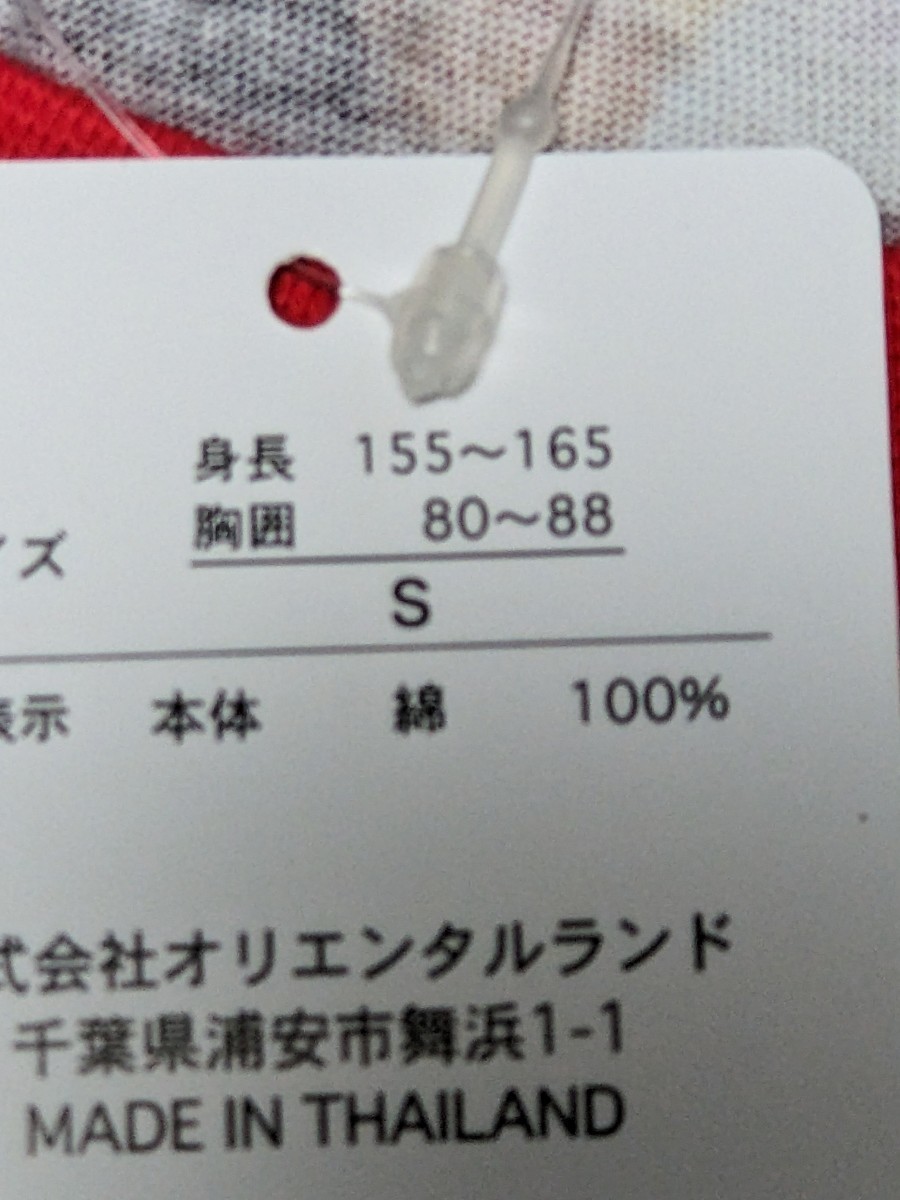 身長 155〜165
胸囲 80〜88
イズ
S
表示 本体 綿 100%
式会社オリエンタルランド
千葉県浦安市舞浜1-1
MADE IN THAILAND